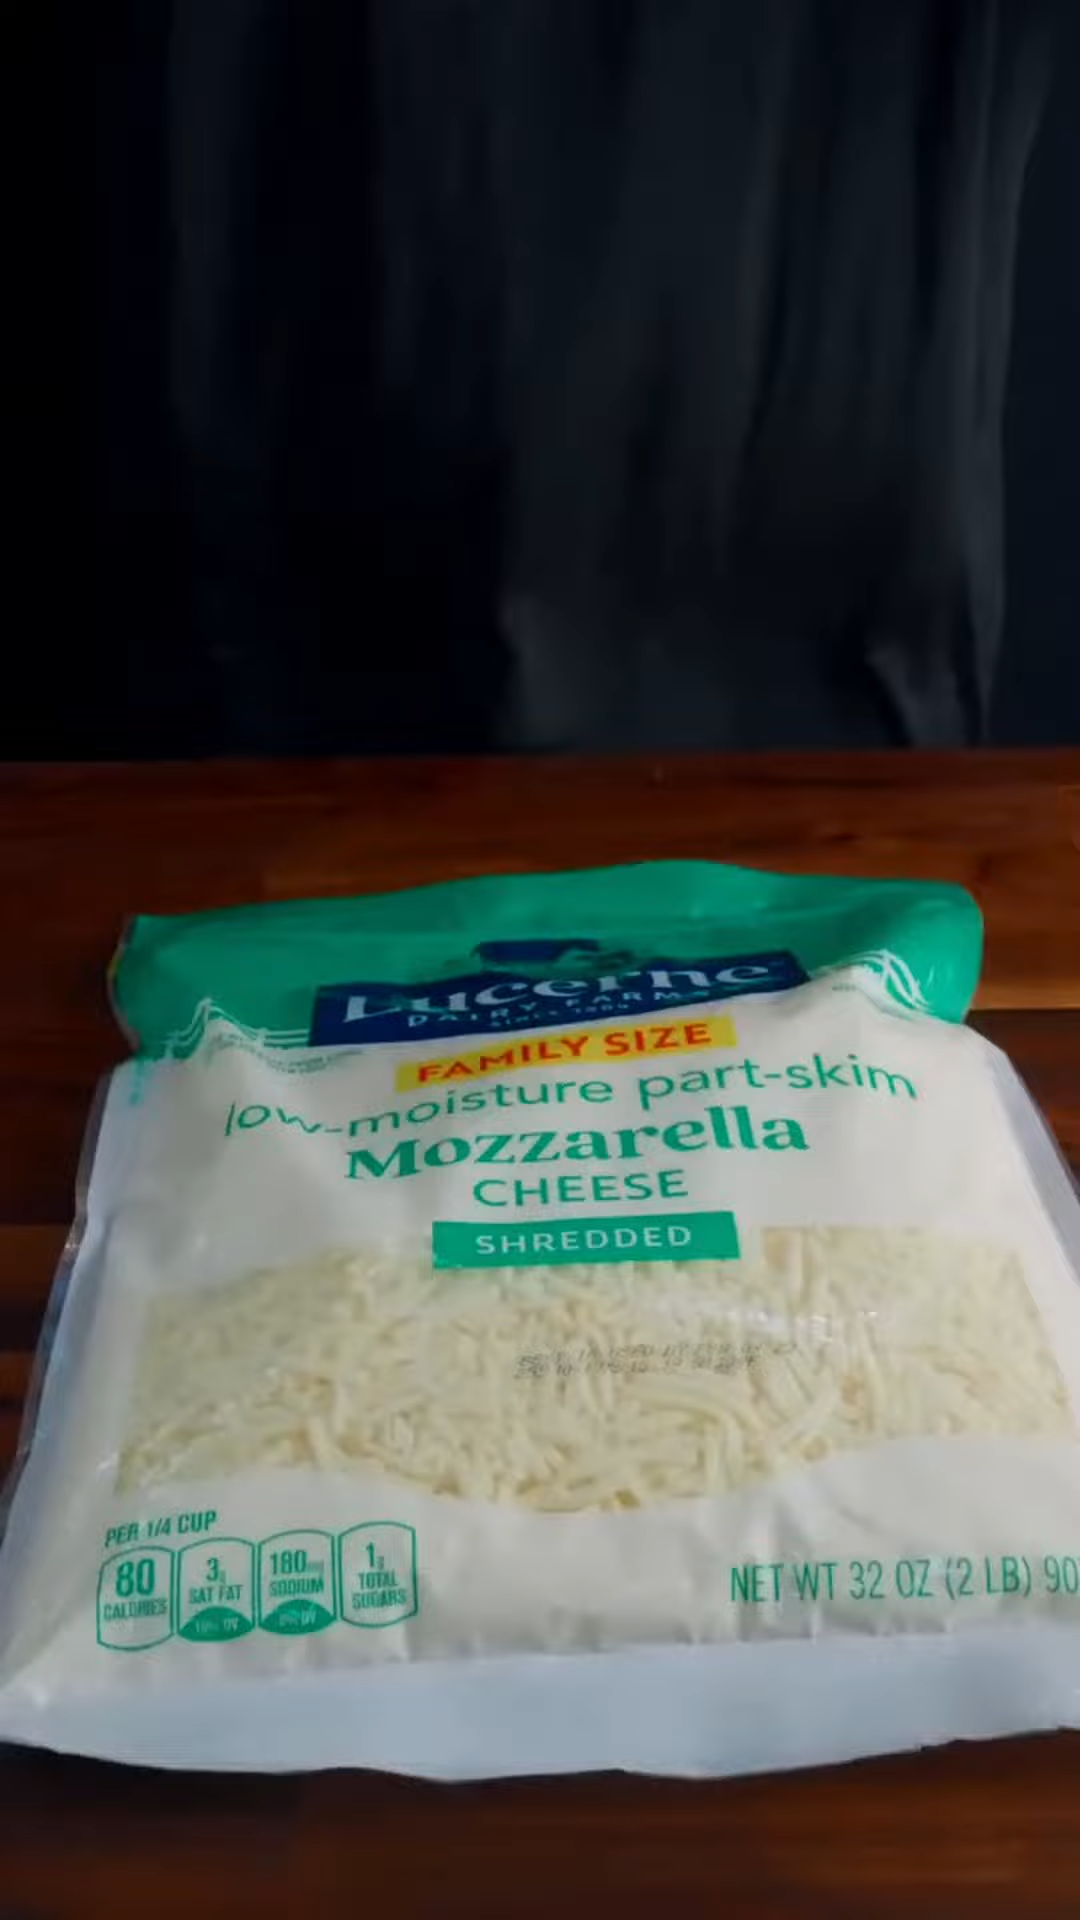 Lucerne
DAIRY FARMS
FAMILY SIZE
low-moisture part-skim
Mozzarella
CHEESE
SHREDDED
PER 1/4 CUP
80
CALORIES
3g
SAT FAT
180mg
SODIUM
1g
TOTAL
SUGARS
NET WT 32 OZ (2 LB) 90